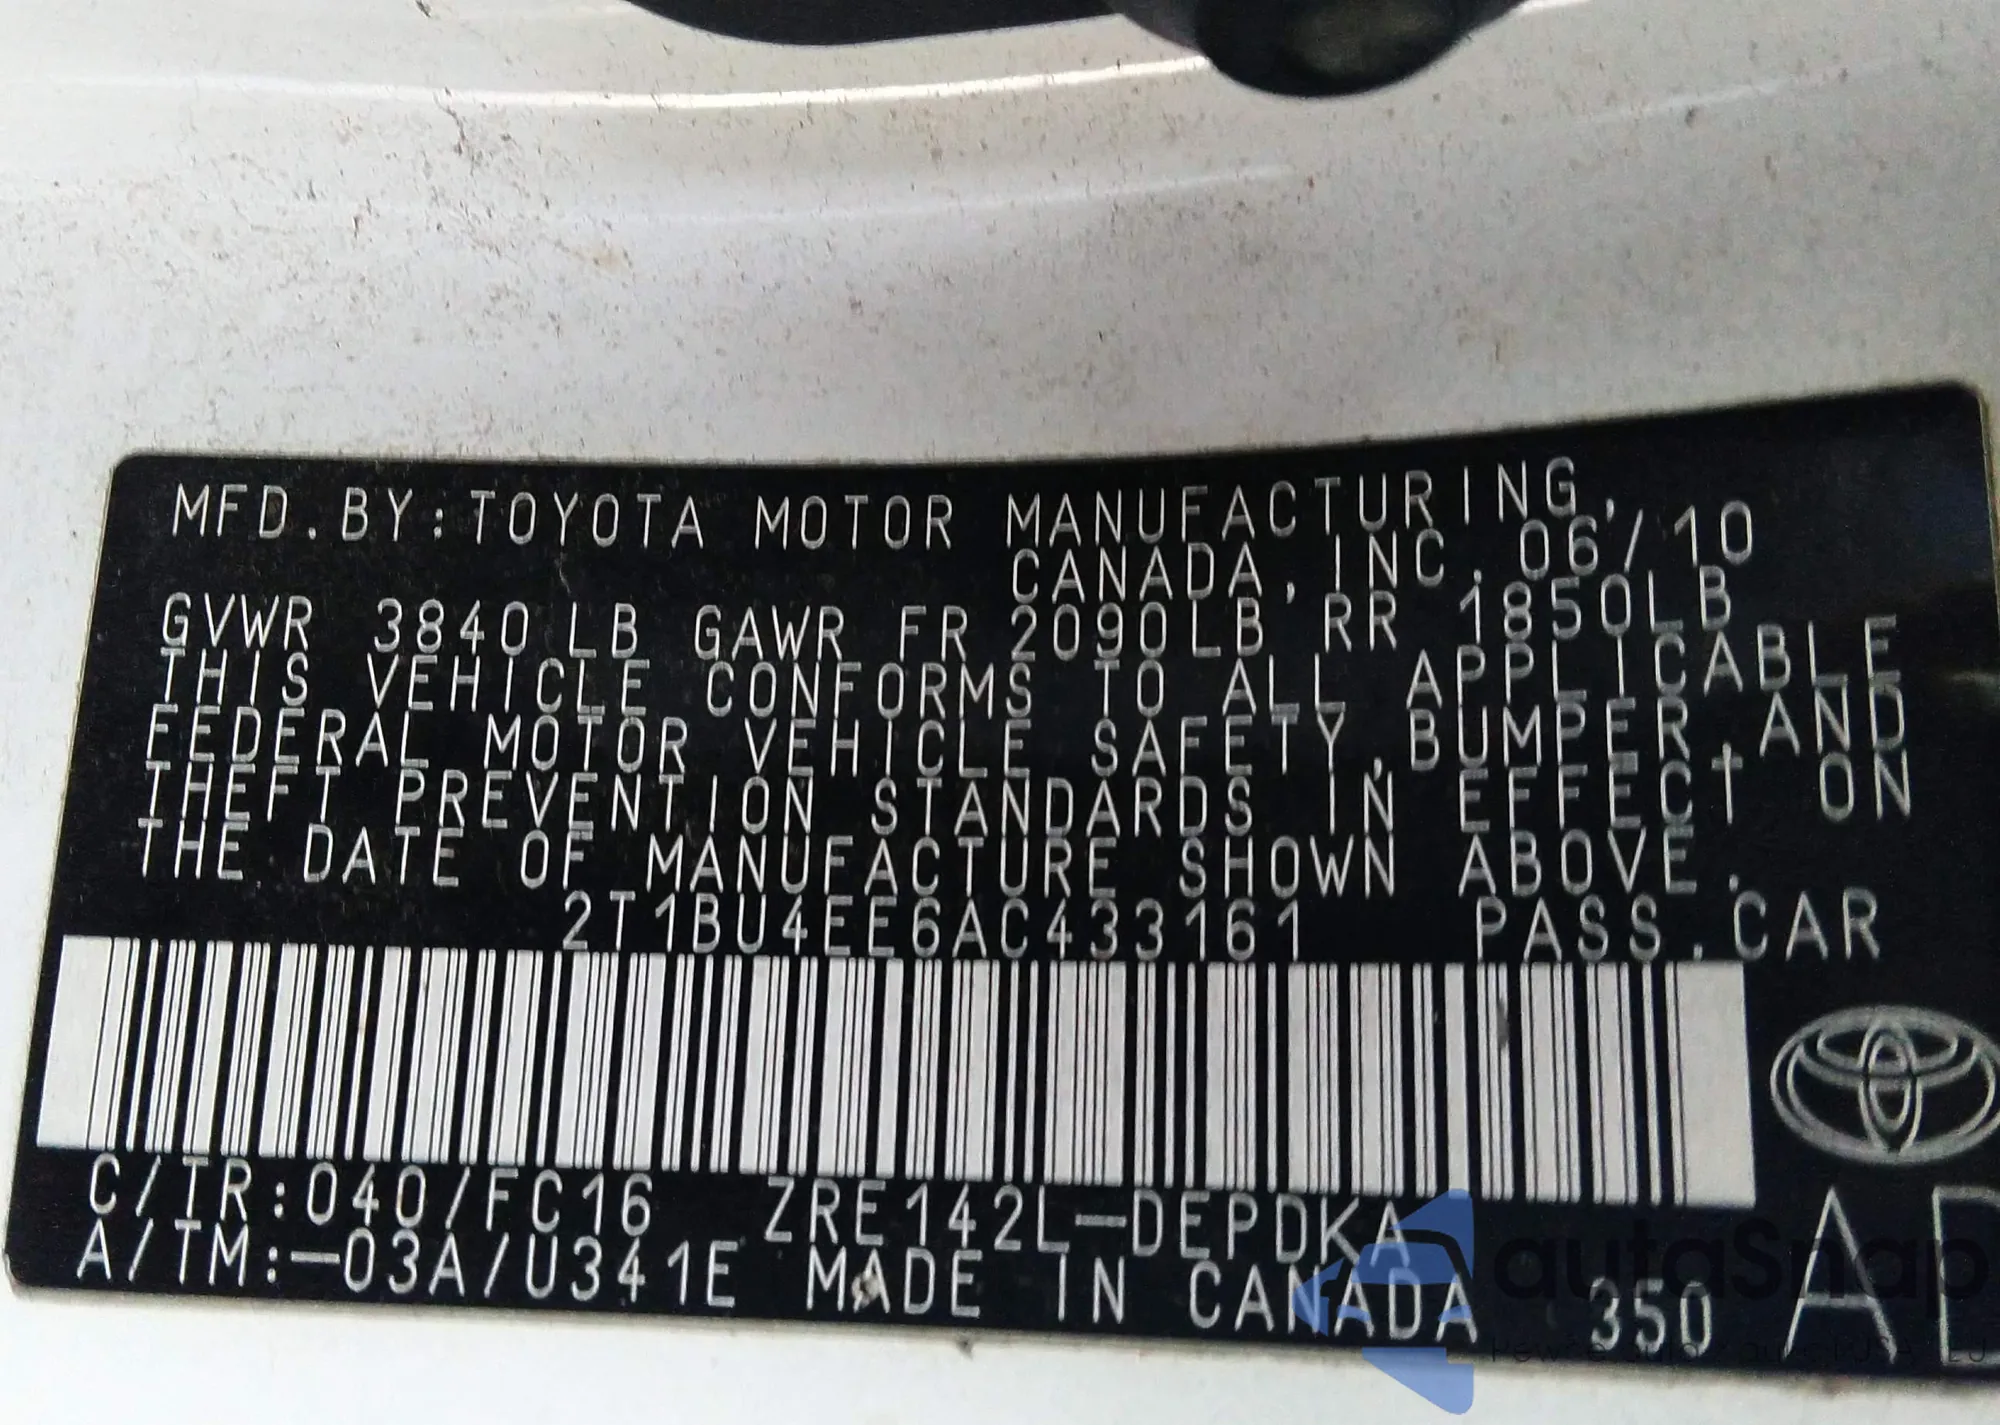 MFD.BY:TOYOTA MOTOR MANUFACTURING,
CANADA,INC. 06/10
GVWR 3840LB GAWR FR 2090LB RR 1850LB
THIS VEHICLE CONFORMS TO ALL APPLICABLE
FEDERAL MOTOR VEHICLE SAFETY,BUMPER,AND
THEFT PREVENTION STANDARDS IN EFFECT ON
THE DATE OF MANUFACTURE SHOWN ABOVE.
2T1BU4EE6AC433161 PASS.CAR
C/TR:040/FC16 ZRE142L-DEPDKA
A/TM:-03A/U341E MADE IN CANADA 350
autaSnap